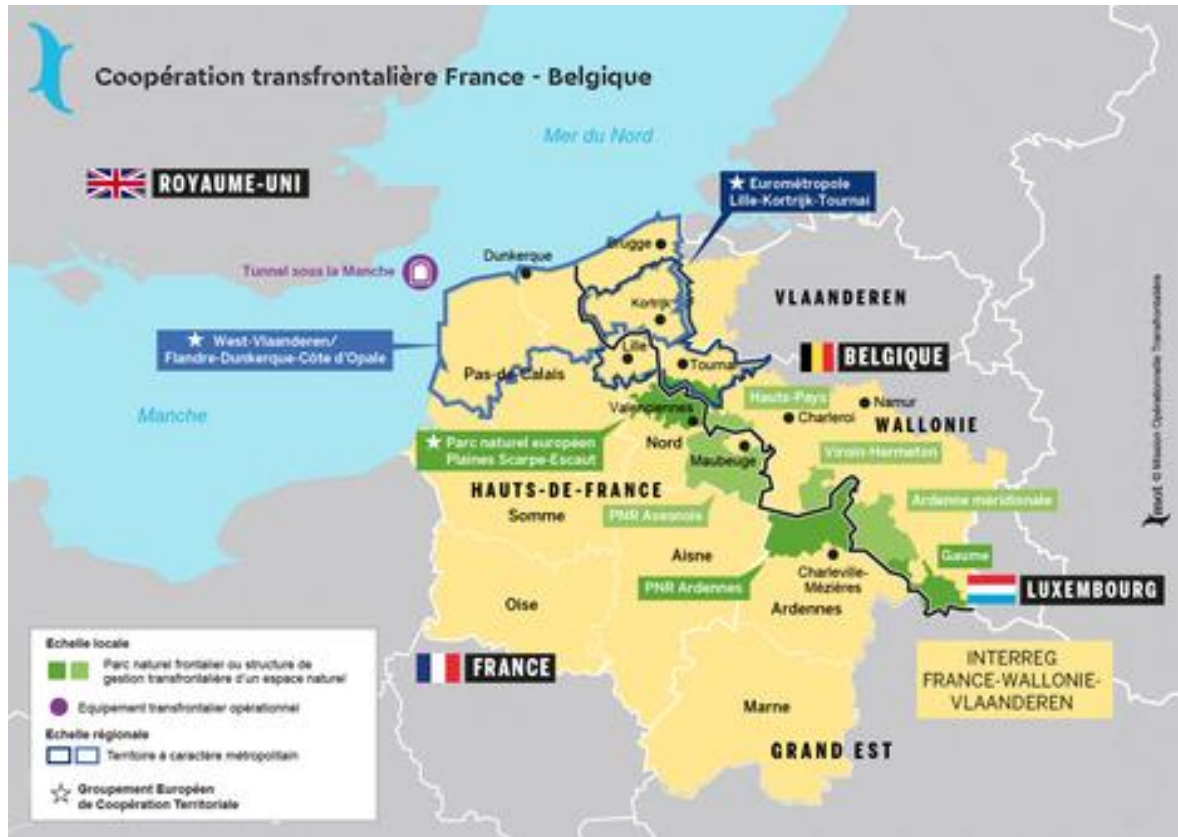 Coopération transfrontalière France - Belgique
Mer du Nord
ROYAUME-UNI
★ Eurométropole
Lille-Kortrijk-Tournai
Brugge
Dunkerque
Tunnel sous la Manche
VLAANDEREN
Kortrijk
★ West-Vlaanderen/
Flandre-Dunkerque-Côte d'Opale
Lille
BELGIQUE
Tournai
Pas-de-Calais
Manche
Hauts-Pays
Namur
Valenciennes
Charleroi
WALLONIE
★ Parc naturel européen
Plaines Scarpe-Escaut
Nord
Maubeuge
Viroin-Hermeton
HAUTS-DE-FRANCE
Ardenne méridionale
Somme
PNR Avesnois
Aisne
Gaume
Charleville-
Mézières
PNR Ardennes
LUXEMBOURG
Oise
Ardennes
Echelle locale
Parc naturel frontalier ou structure de
gestion transfrontalière d'un espace naturel
Equipement transfrontalier opérationnel
Echelle régionale
Territoire à caractère métropolitain
Groupement Européen
de Coopération Territoriale
FRANCE
INTERREG
FRANCE-WALLONIE-
VLAANDEREN
Marne
GRAND EST
mot © Mission Opérationnelle Transfrontalière